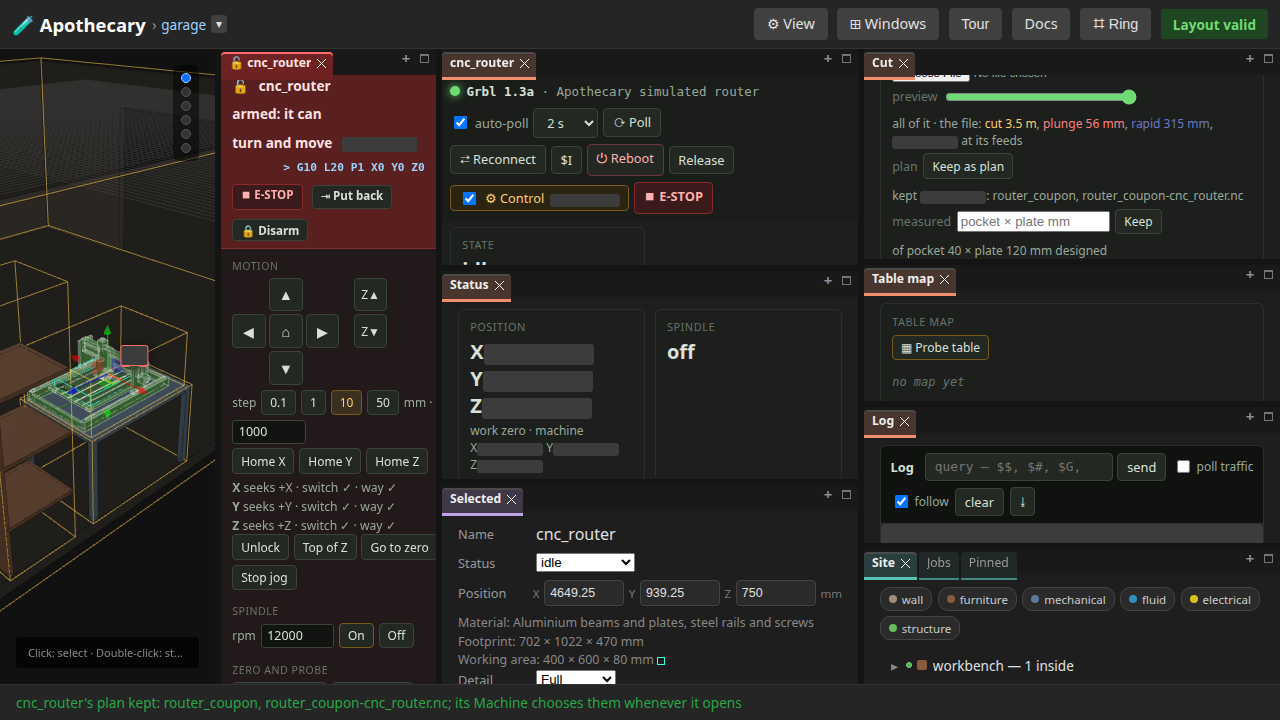 Apothecary › garage ▾
⚙ View
⊞ Windows
Tour
Docs
⌗ Ring
Layout valid
Click: select · Double-click: st...
cnc_router
cnc_router
armed: it can
turn and move
> G10 L20 P1 X0 Y0 Z0
E-STOP
⇥ Put back
Disarm
MOTION
▲
Z▲
◀
⌂
▶
Z▼
▼
step 0.1 1 10 50 mm ·
1000
Home X Home Y Home Z
X seeks +X · switch ✓ · way ✓
Y seeks +Y · switch ✓ · way ✓
Z seeks +Z · switch ✓ · way ✓
Unlock Top of Z Go to zero
Stop jog
SPINDLE
rpm 12000 On Off
ZERO AND PROBE
cnc_router
Grbl 1.3a · Apothecary simulated router
auto-poll 2 s ⟳ Poll
⇄ Reconnect $I ⏻ Reboot Release
⚙ Control ■ E-STOP
STATE
Status
POSITION
X
Y
Z
work zero · machine
X Y
Z
SPINDLE
off
Selected
Name cnc_router
Status idle
Position X 4649.25 Y 939.25 Z 750 mm
Material: Aluminium beams and plates, steel rails and screws
Footprint: 702 × 1022 × 470 mm
Working area: 400 × 600 × 80 mm
Detail Full
Cut
preview
all of it · the file: cut 3.5 m, plunge 56 mm, rapid 315 mm,
at its feeds
plan Keep as plan
kept : router_coupon, router_coupon-cnc_router.nc
measured pocket × plate mm Keep
of pocket 40 × plate 120 mm designed
Table map
TABLE MAP
▦ Probe table
no map yet
Log
Log query — $$, $#, $G, send poll traffic
follow clear ⭳
Site Jobs Pinned
wall furniture mechanical fluid electrical
structure
▸ workbench — 1 inside
cnc_router's plan kept: router_coupon, router_coupon-cnc_router.nc; its Machine chooses them whenever it opens